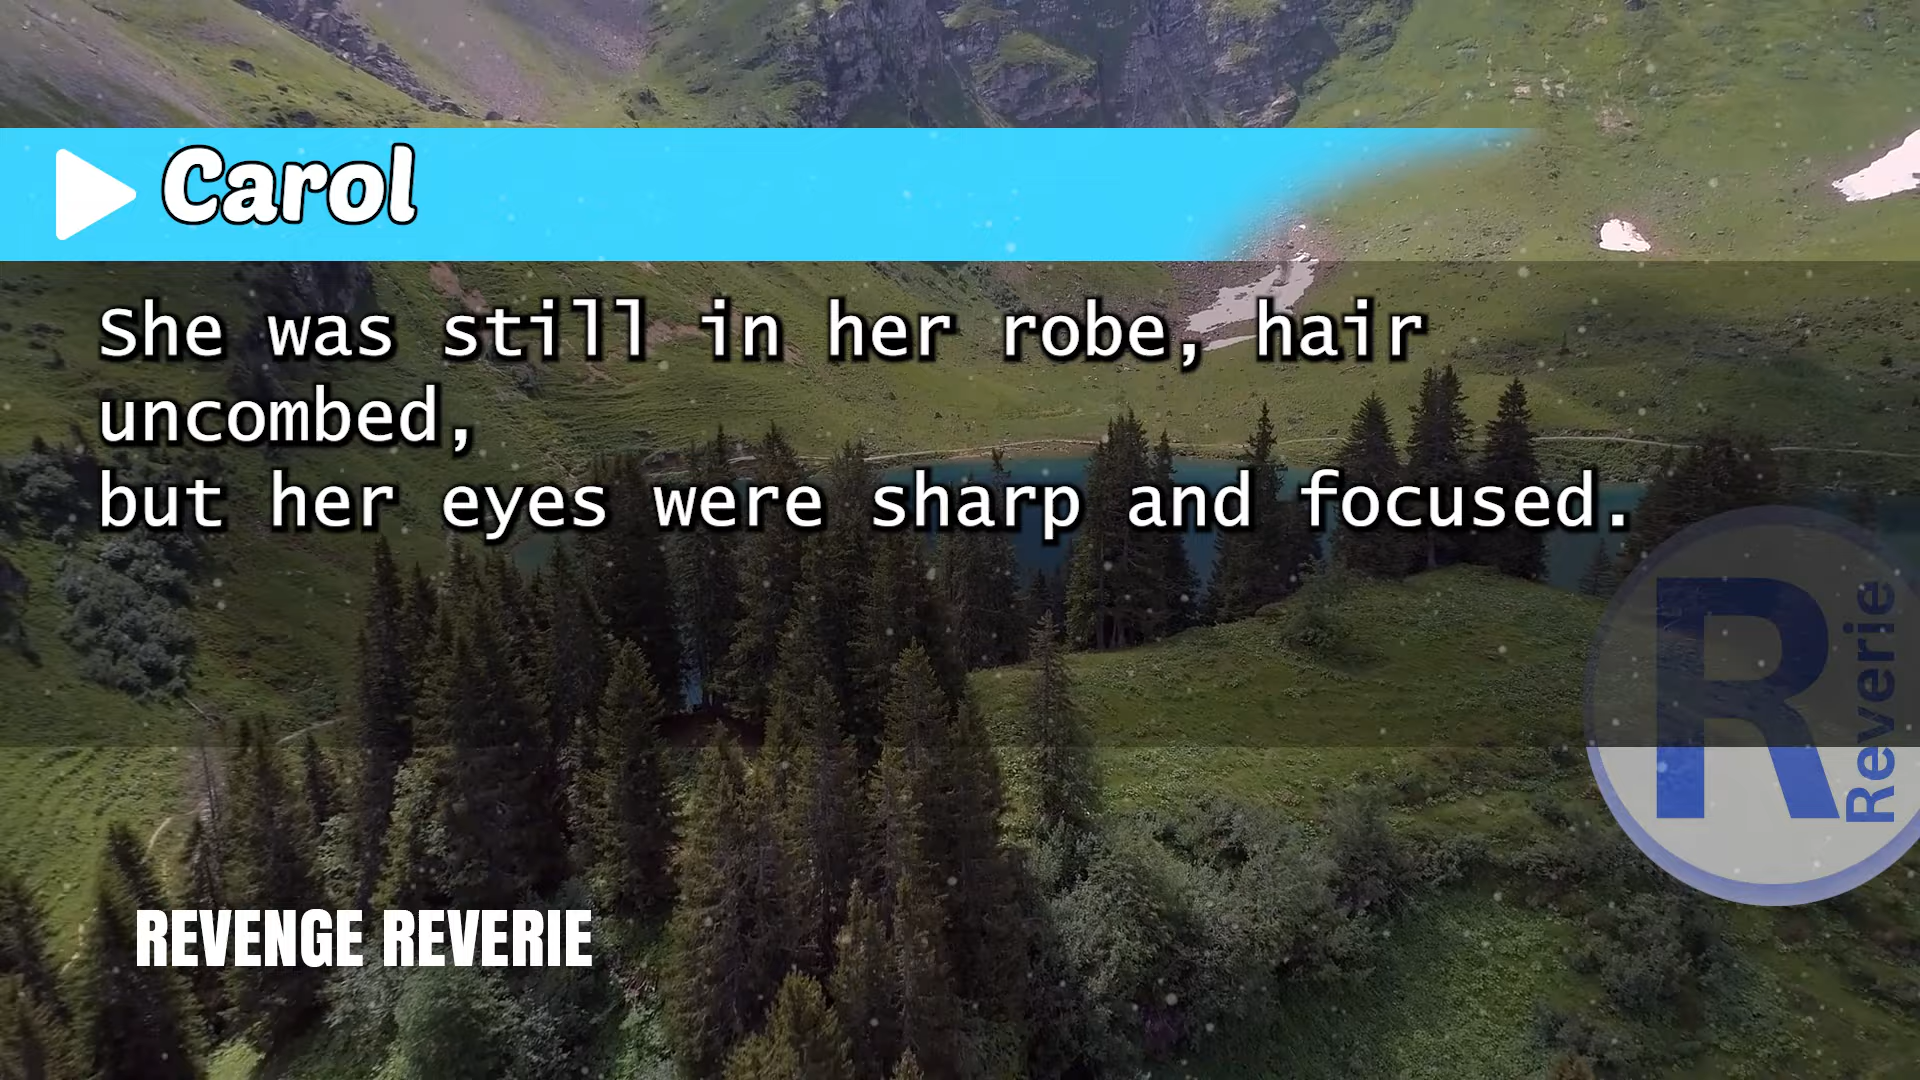 Carol
She was still in her robe, hair
uncombed,
but her eyes were sharp and focused.
R
Reverie
REVENGE REVERIE